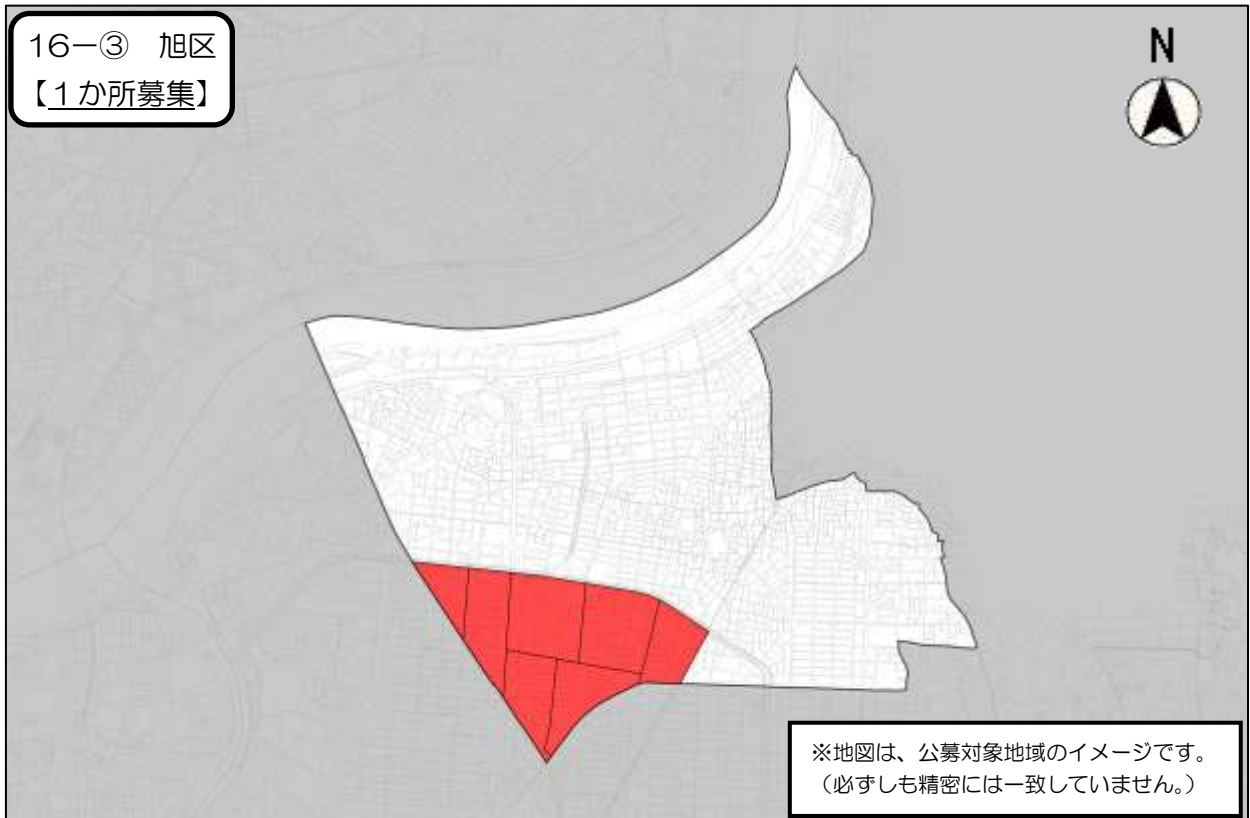 16-③ 旭区
【1か所募集】
N
※地図は、公募対象地域のイメージです。
（必ずしも精密には一致していません。）